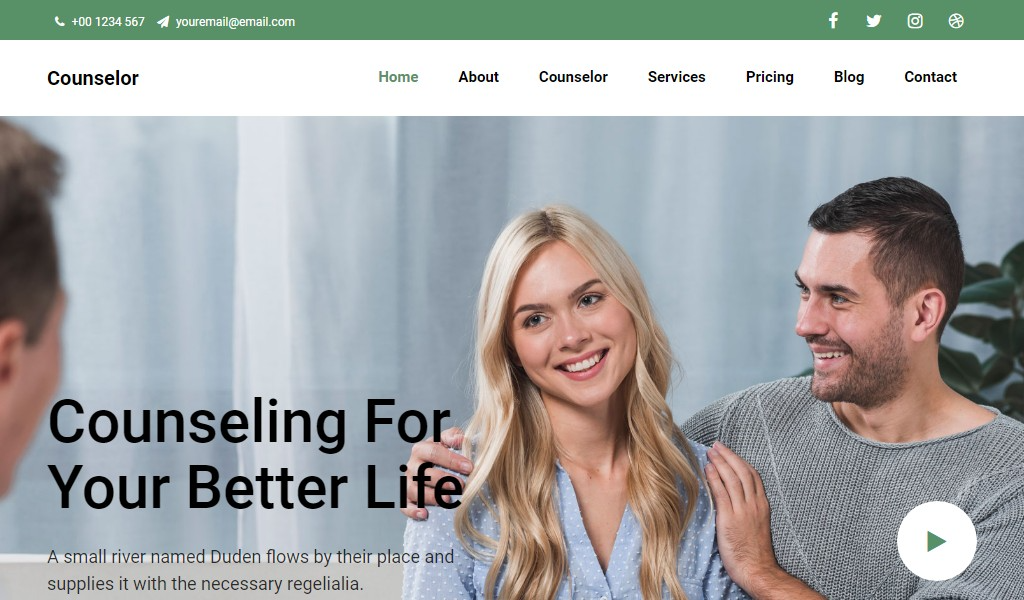 +00 1234 567 youremail@email.com
Counselor
Home About Counselor Services Pricing Blog Contact
Counseling For
Your Better Life
A small river named Duden flows by their place and
supplies it with the necessary regelialia.